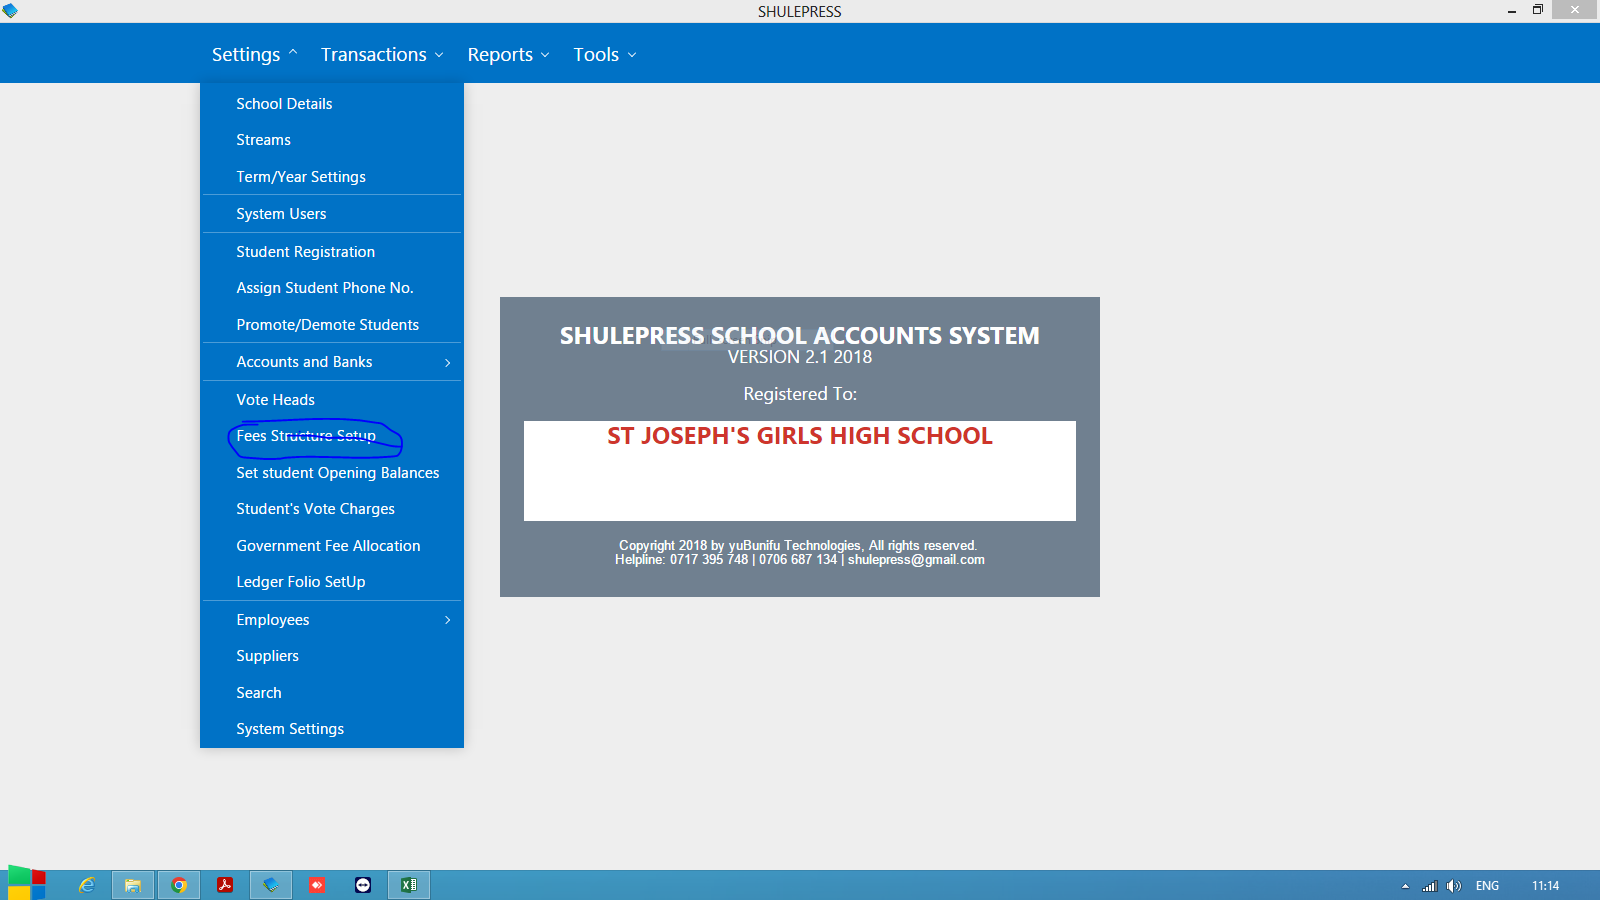 SHULEPRESS
Settings Transactions Reports Tools
School Details
Streams
Term/Year Settings
System Users
Student Registration
Assign Student Phone No.
Promote/Demote Students
Accounts and Banks
Vote Heads
Fees Structure Setup
Set student Opening Balances
Student's Vote Charges
Government Fee Allocation
Ledger Folio SetUp
Employees
Suppliers
Search
System Settings
SHULEPRESS SCHOOL ACCOUNTS SYSTEM
VERSION 2.1 2018
Registered To:
ST JOSEPH'S GIRLS HIGH SCHOOL
Copyright 2018 by yuBunifu Technologies, All rights reserved.
Helpline: 0717 395 748 | 0706 687 134 | shulepress@gmail.com
ENG 11:14